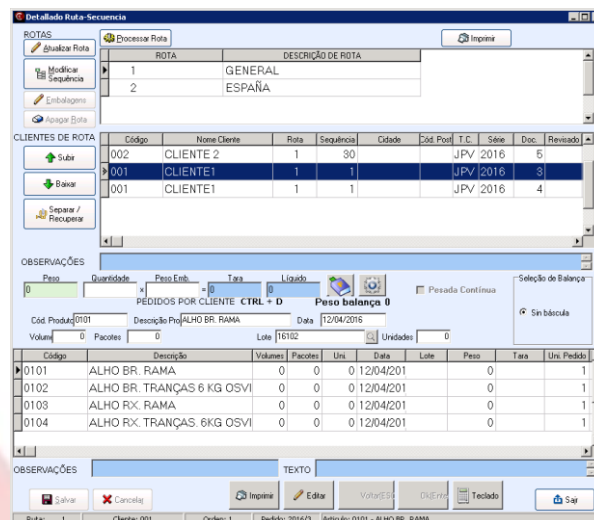 Detallado Ruta-Secuencia
ROTAS
Atualizar Rota
Processar Rota
Imprimir
ROTA DESCRIÇÃO DE ROTA
1 GENERAL
2 ESPAÑA
Modificar
Sequência
Embalagens
Apagar Rota
CLIENTES DE ROTA
Código Nome Cliente Rota Sequência Cidade Cód. Post T.C. Série Doc. Revisado
002 CLIENTE 2 1 30 JPV 2016 5
001 CLIENTE1 1 1 JPV 2016 3
001 CLIENTE1 1 1 JPV 2016 4
Subir
Baixar
Separar /
Recuperar
OBSERVAÇÕES
Peso Quantidade Peso Emb. Tara Líquido
0 x = 0 0
Pesada Contínua
Seleção de Balança
Sin báscula
PEDIDOS POR CLIENTE CTRL + D Peso balança 0
Cód. Produto 0101 Descrição Pro ALHO BR. RAMA Data 12/04/2016
Volume 0 Pacotes 0 Lote 16102 Unidades 0
Código Descrição Volumes Pacotes Uni. Data Lote Peso Tara Uni. Pedido
0101 ALHO BR. RAMA 0 0 0 12/04/201 0 1
0102 ALHO BR. TRANÇAS 6 KG OSVI 0 0 0 12/04/201 0 1
0103 ALHO RX. RAMA 0 0 0 12/04/201 0 1
0104 ALHO RX. TRANÇAS. 6KG OSVI 0 0 0 12/04/201 0 1
OBSERVAÇÕES TEXTO
Salvar Cancelar Imprimir Editar Voltar(ESC Ok(Ente Teclado Sair
Ruta: 1 Cliente: 001 Orden: 1 Pedido: 2016/3 Artículo: 0101 - ALHO BR. RAMA